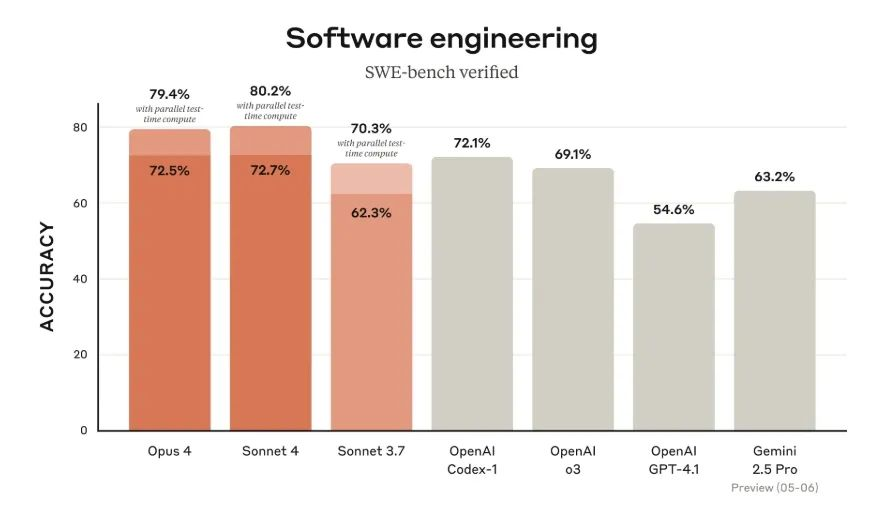 Software engineering
SWE-bench verified
79.4%
with parallel test-
time compute
80.2%
with parallel test-
time compute
70.3%
with parallel test-
time compute
72.1%
69.1%
54.6%
63.2%
72.5%
72.7%
62.3%
ACCURACY
80
60
40
20
0
Opus 4
Sonnet 4
Sonnet 3.7
OpenAI
Codex-1
OpenAI
o3
OpenAI
GPT-4.1
Gemini
2.5 Pro
Preview (05-06)